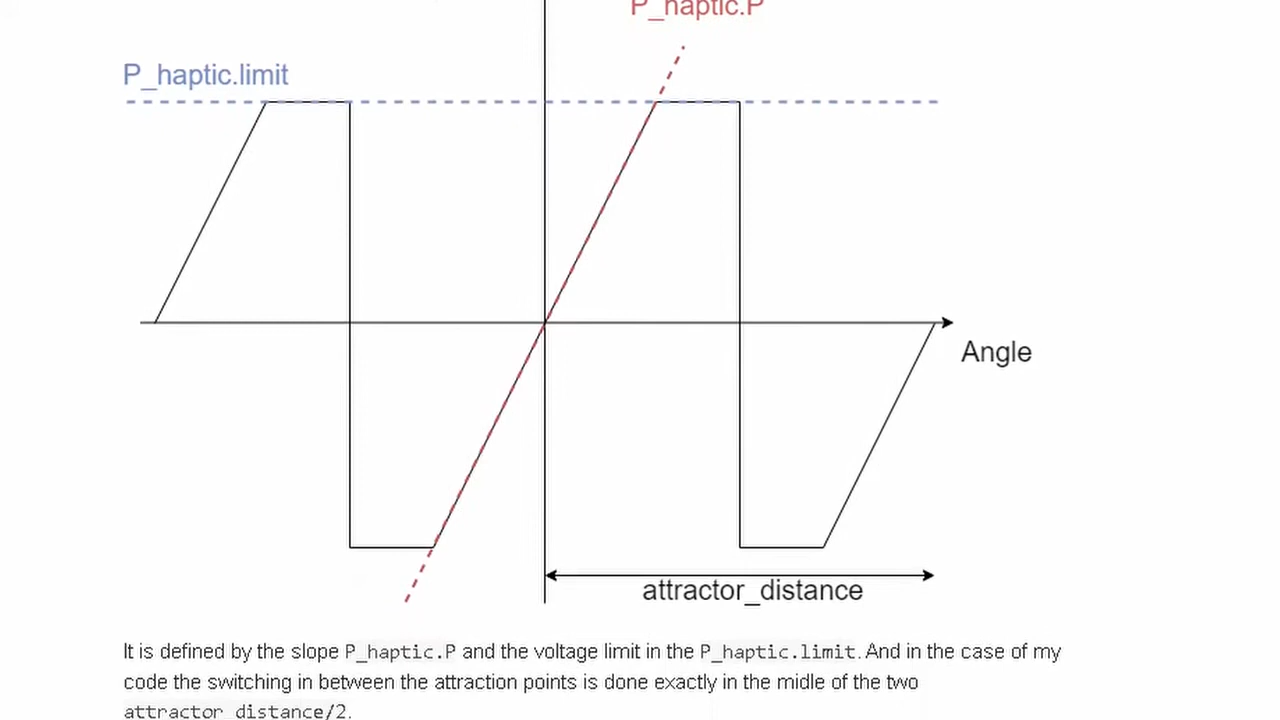 P_haptic.P
P_haptic.limit
Angle
attractor_distance
It is defined by the slope P_haptic.P and the voltage limit in the P_haptic.limit. And in the case of my
code the switching in between the attraction points is done exactly in the midle of the two
attractor_distance/2.